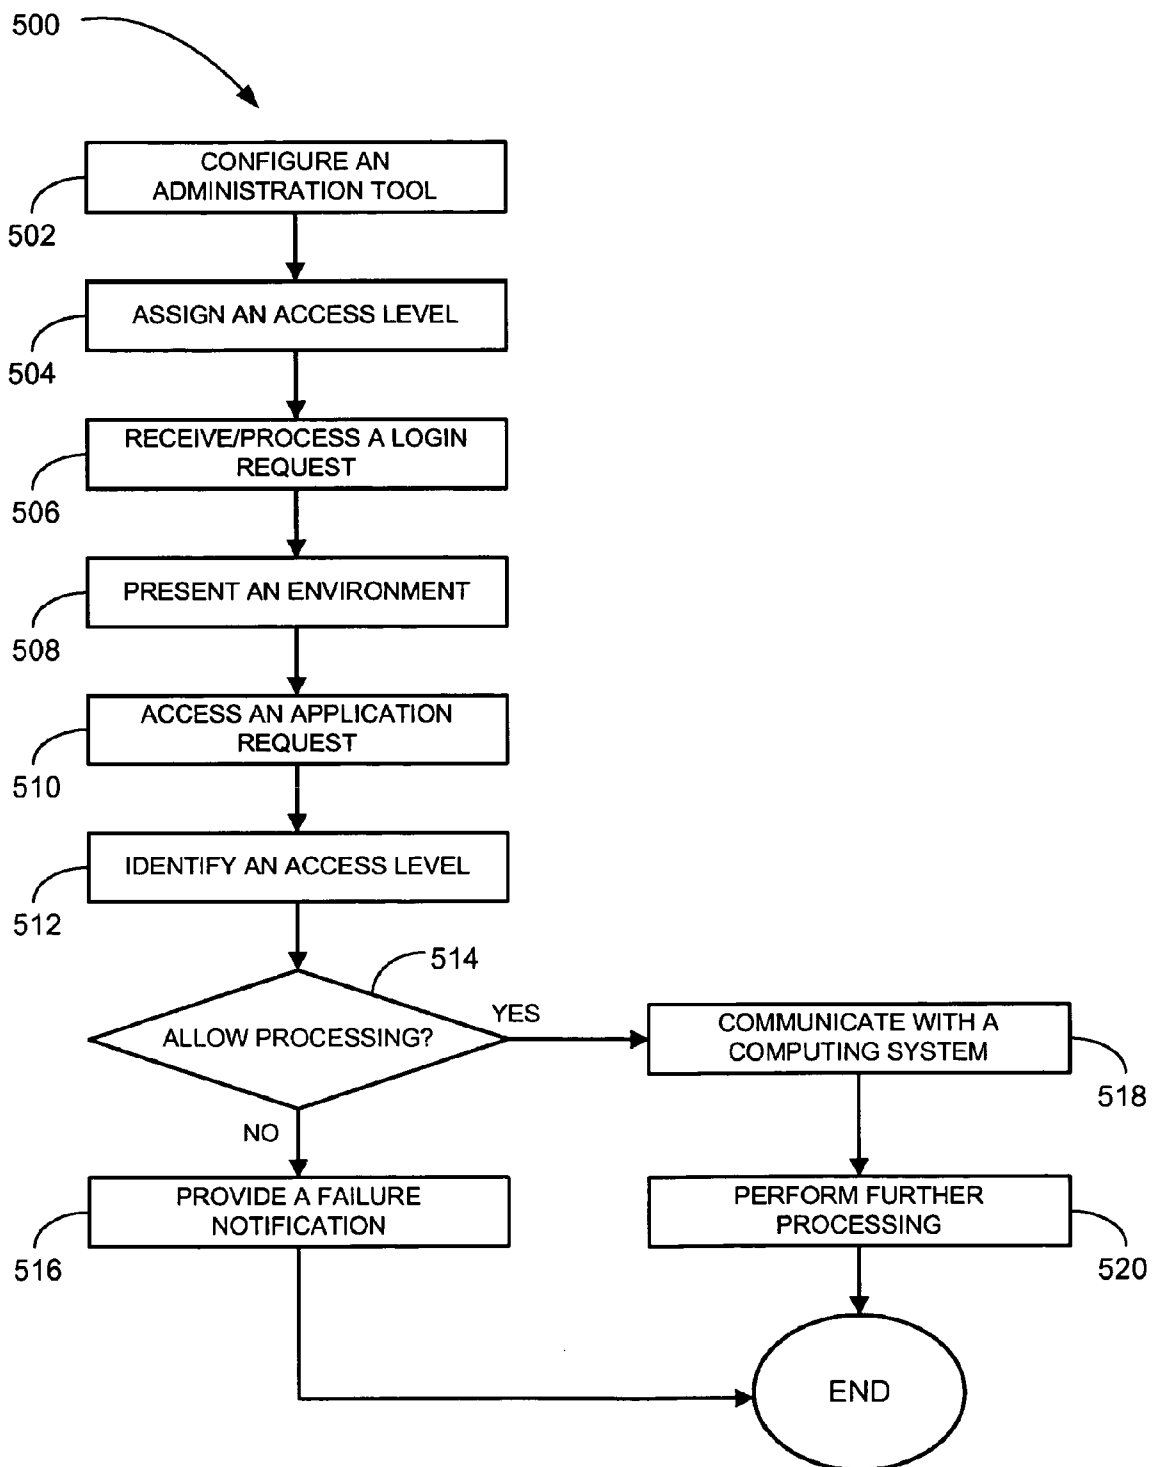 500
CONFIGURE AN
ADMINISTRATION TOOL
502
ASSIGN AN ACCESS LEVEL
504
RECEIVE/PROCESS A LOGIN
REQUEST
506
PRESENT AN ENVIRONMENT
508
ACCESS AN APPLICATION
REQUEST
510
IDENTIFY AN ACCESS LEVEL
512
514
ALLOW PROCESSING?
YES
NO
COMMUNICATE WITH A
COMPUTING SYSTEM
518
PROVIDE A FAILURE
NOTIFICATION
516
PERFORM FURTHER
PROCESSING
520
END